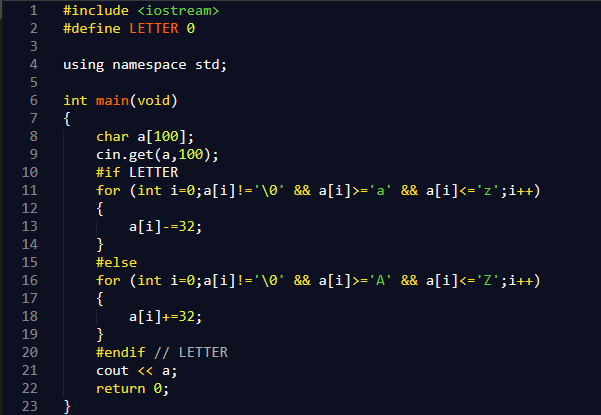 1 #include <iostream>
2 #define LETTER 0
3
4 using namespace std;
5
6 int main(void)
7 {
8     char a[100];
9     cin.get(a,100);
10     #if LETTER
11     for (int i=0;a[i]!='\0' && a[i]>='a' && a[i]<='z';i++)
12     {
13         a[i]-=32;
14     }
15     #else
16     for (int i=0;a[i]!='\0' && a[i]>='A' && a[i]<='Z';i++)
17     {
18         a[i]+=32;
19     }
20     #endif // LETTER
21     cout << a;
22     return 0;
23 }